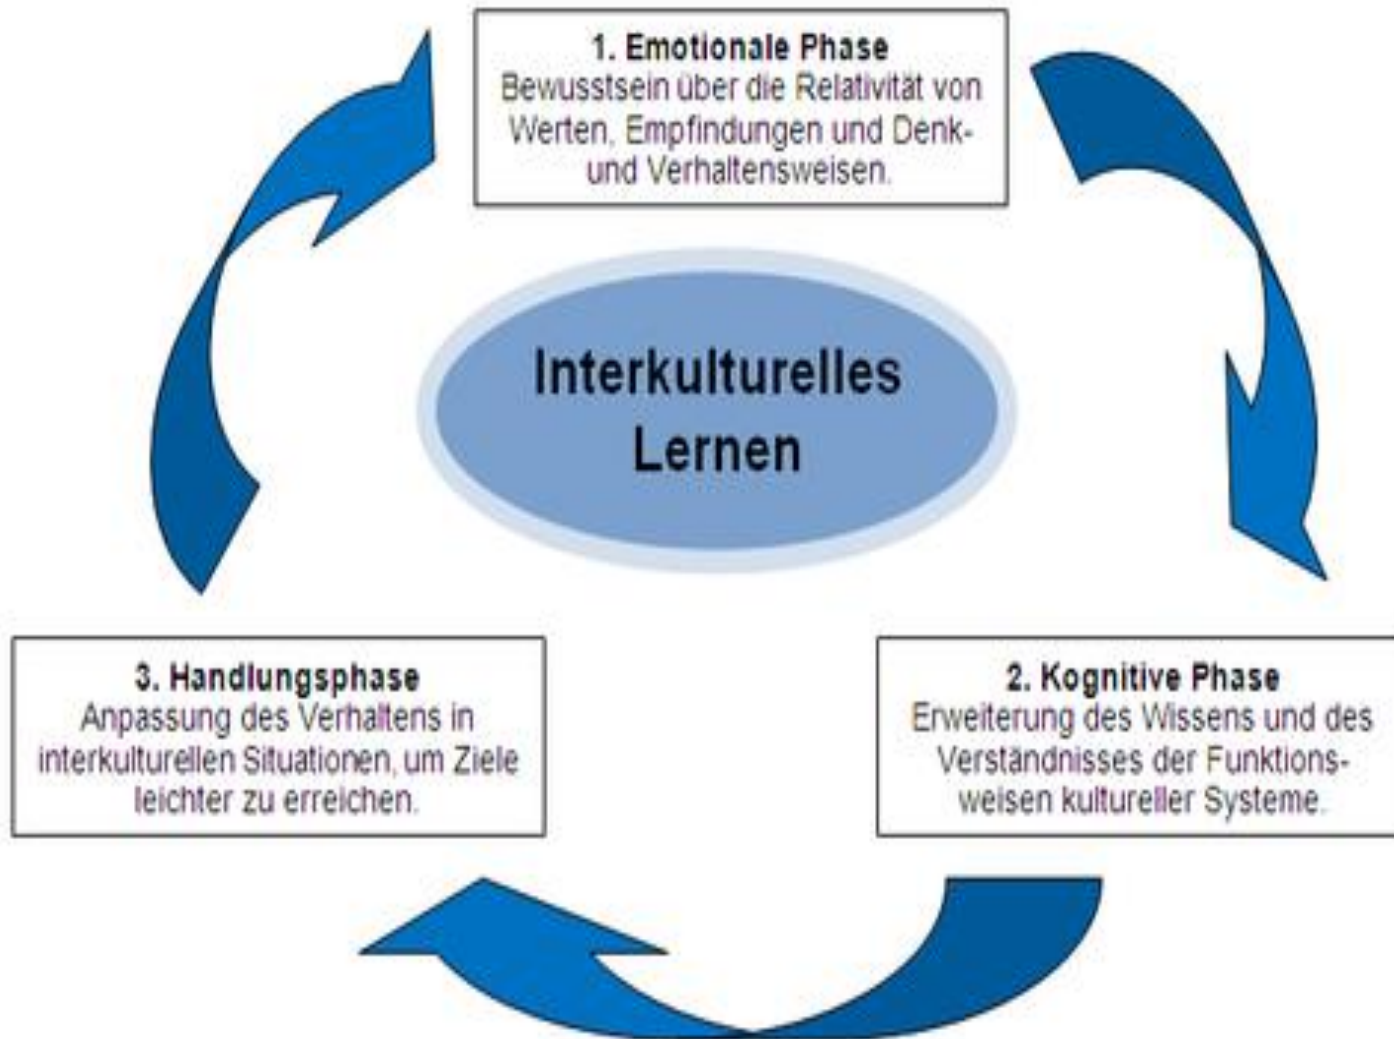 1. Emotionale Phase
Bewusstsein über die Relativität von
Werten, Empfindungen und Denk-
und Verhaltensweisen.
Interkulturelles
Lernen
3. Handlungsphase
Anpassung des Verhaltens in
interkulturellen Situationen, um Ziele
leichter zu erreichen.
2. Kognitive Phase
Erweiterung des Wissens und des
Verständnisses der Funktions-
weisen kultureller Systeme.